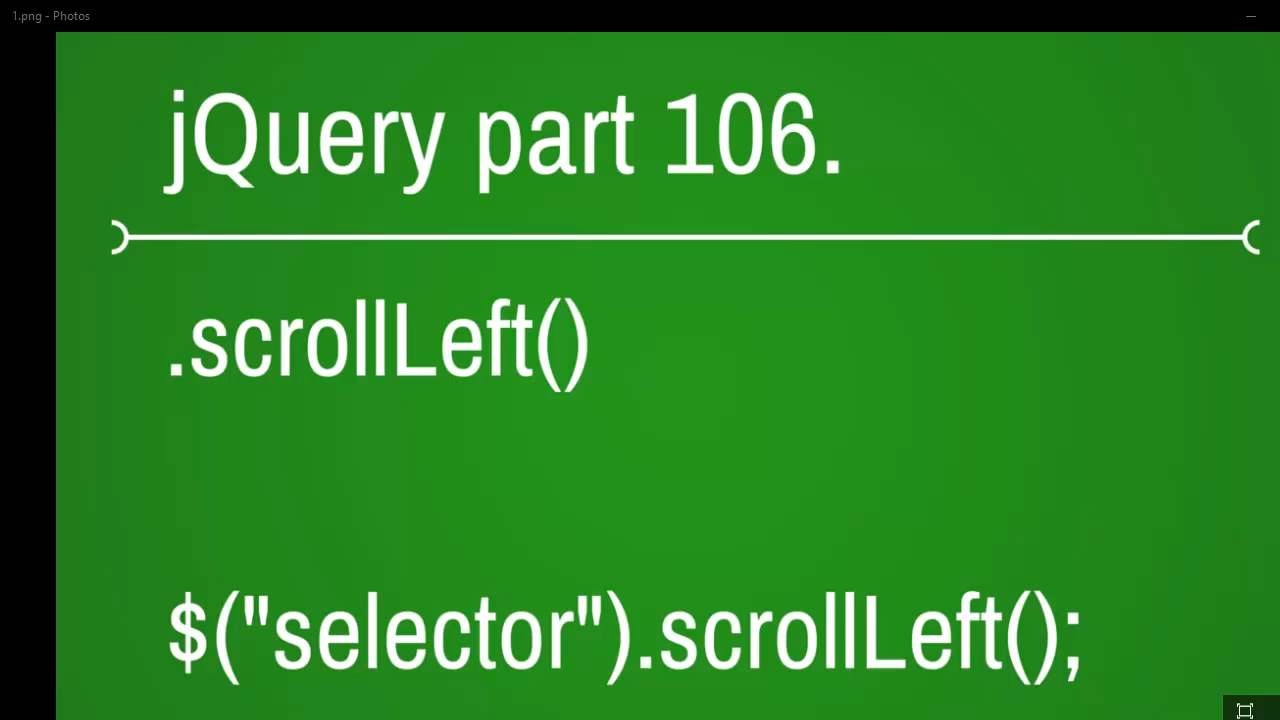 1.png - Photos
jQuery part 106.
.scrollLeft()
$("selector").scrollLeft();